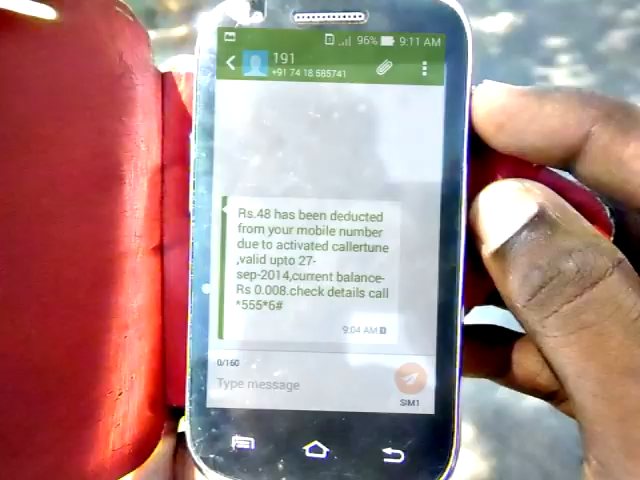 96% 9:11 AM
191
+91 74 18 585741
Rs.48 has been deducted
from your mobile number
due to activated callertune
,valid upto 27-
sep-2014,current balance-
Rs 0.008.check details call
*555*6#
9:04 AM
0/160
Type message
SIM1